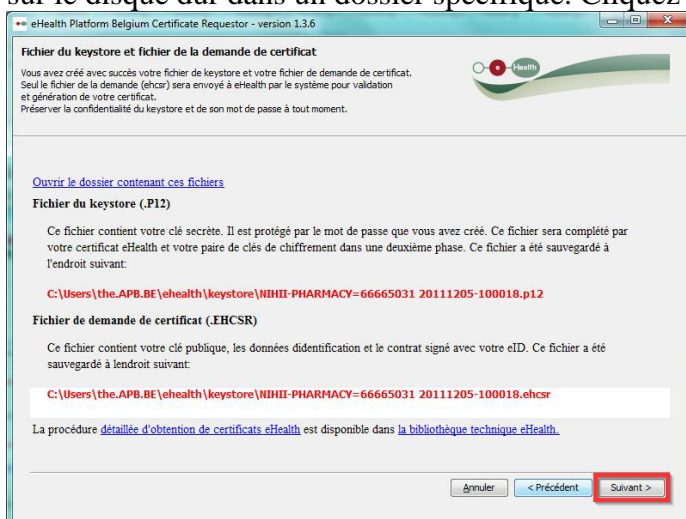 sur le disque dur dans un dossier spécifique. Cliquez
eHealth Platform Belgium Certificate Requestor - version 1.3.6
Fichier du keystore et fichier de la demande de certificat
Vous avez créé avec succès votre fichier de keystore et votre fichier de demande de certificat.
Seul le fichier de la demande (ehcsr) sera envoyé à eHealth par le système pour validation
et génération de votre certificat.
Préserver la confidentialité du keystore et de son mot de passe à tout moment.
Health
Ouvrir le dossier contenant ces fichiers
Fichier du keystore (.P12)
Ce fichier contient votre clé secrète. Il est protégé par le mot de passe que vous avez créé. Ce fichier sera complété par
votre certificat eHealth et votre paire de clés de chiffrement dans une deuxième phase. Ce fichier a été sauvegardé à
l'endroit suivant:
C:\Users\the.APB.BE\ehealth\keystore\NIHII-PHARMACY=66665031 20111205-100018.p12
Fichier de demande de certificat (.EHCSR)
Ce fichier contient votre clé publique, les données didentification et le contrat signé avec votre eID. Ce fichier a été
sauvegardé à lendroit suivant:
C:\Users\the.APB.BE\ehealth\keystore\NIHII-PHARMACY=66665031 20111205-100018.ehcsr
La procédure détaillée d'obtention de certificats eHealth est disponible dans la bibliothèque technique eHealth.
Annuler
< Précédent
Suivant >